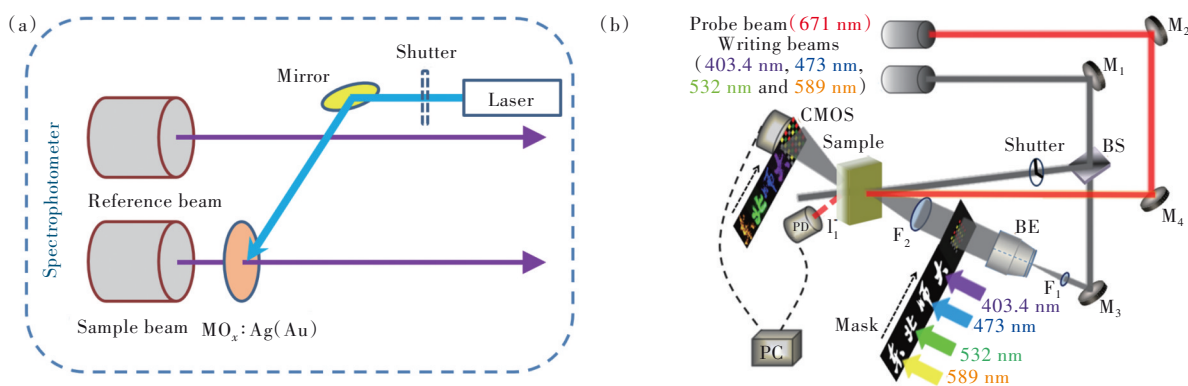 (a)
Shutter
Mirror
Laser
Spectrophotometer
Reference beam
Sample beam MOₓ:Ag(Au)
(b)
Probe beam(671 nm)
Writing beams
(403.4 nm, 473 nm,
532 nm and 589 nm)
M₂
M₁
CMOS
Sample
Shutter
BS
M₄
PD
I₁
F₂
BE
F₁
M₃
Mask
403.4 nm
473 nm
532 nm
589 nm
PC